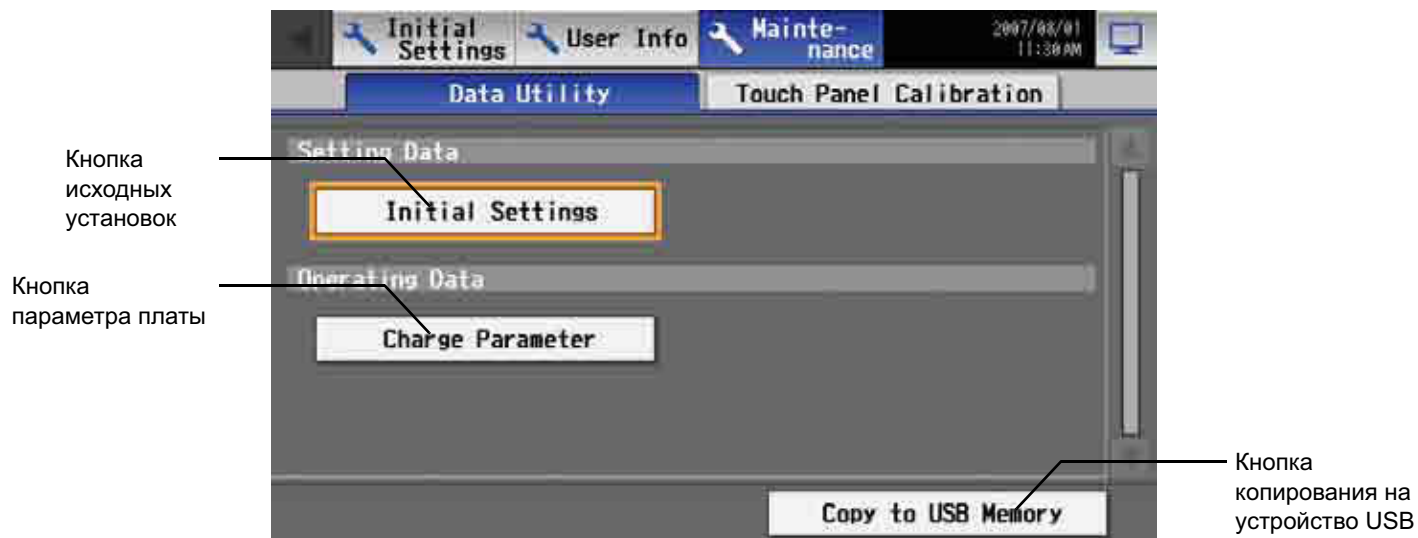 Initial
Settings
User Info
Mainte-
nance
2007/08/01
11:30 AM
Data Utility
Touch Panel Calibration
Setting Data
Кнопка
исходных
установок
Initial Settings
Operating Data
Кнопка
параметра платы
Charge Parameter
Кнопка
копирования на
устройство USB
Copy to USB Memory